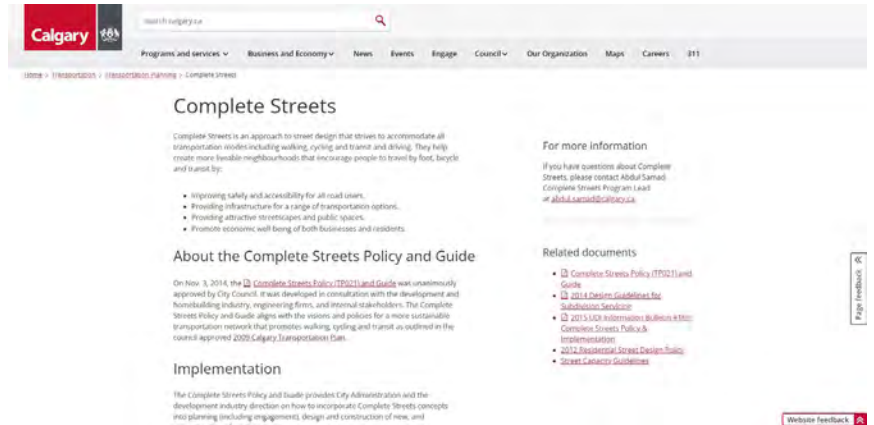 Calgary
search calgary.ca
Programs and services
Business and Economy
News
Events
Engage
Council
Our Organization
Maps
Careers
311
Home > Transportation > Transportation Planning > Complete Streets
Complete Streets
Complete Streets is an approach to street design that strives to accommodate all
transportation modes including walking, cycling and transit and driving. They help
create more livable neighbourhoods that encourage people to travel by foot, bicycle
and transit by:
Improving safety and accessibility for all road users.
Providing infrastructure for a range of transportation options.
Providing attractive streetscapes and public spaces.
Promote economic well-being of both businesses and residents.
About the Complete Streets Policy and Guide
On Nov. 3, 2014, the Complete Streets Policy (TP021) and Guide was unanimously
approved by City Council. It was developed in consultation with the development and
homebuilding industry, engineering firms, and internal stakeholders. The Complete
Streets Policy and Guide aligns with the visions and policies for a more sustainable
transportation network that promotes walking, cycling and transit as outlined in the
council approved 2009 Calgary Transportation Plan.
Implementation
The Complete Streets Policy and Guide provides City Administration and the
development industry direction on how to incorporate Complete Streets concepts
into planning (including engagement), design and construction of new, and
For more information
If you have questions about Complete
Streets, please contact Abdul Samad
Complete Streets Program Lead
at abdul.samad@calgary.ca
Related documents
Complete Streets Policy (TP021) and
Guide
2014 Design Guidelines for
Subdivision Servicing
2015 UDI Information Bulletin
Complete Streets Policy &
Implementation
2012 Residential Street Design Policy
Street Capacity Guidelines
Page feedback
Website feedback